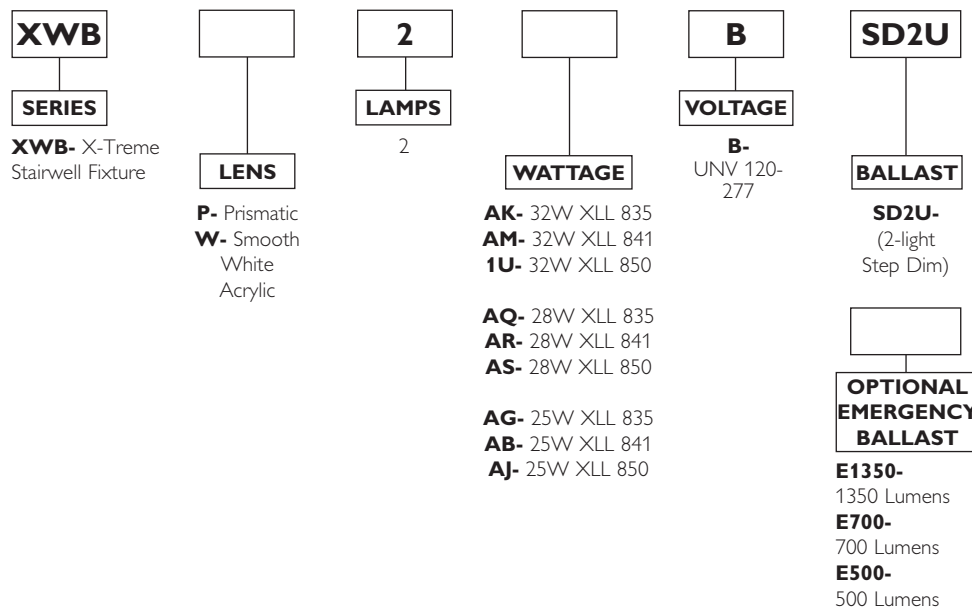 XWB
2
B
SD2U
SERIES
XWB- X-Treme
Stairwell Fixture
LENS
P- Prismatic
W- Smooth
White
Acrylic
LAMPS
2
WATTAGE
AK- 32W XLL 835
AM- 32W XLL 841
1U- 32W XLL 850
AQ- 28W XLL 835
AR- 28W XLL 841
AS- 28W XLL 850
AG- 25W XLL 835
AB- 25W XLL 841
AJ- 25W XLL 850
VOLTAGE
B-
UNV 120-
277
BALLAST
SD2U-
(2-light
Step Dim)
OPTIONAL
EMERGENCY
BALLAST
E1350-
1350 Lumens
E700-
700 Lumens
E500-
500 Lumens